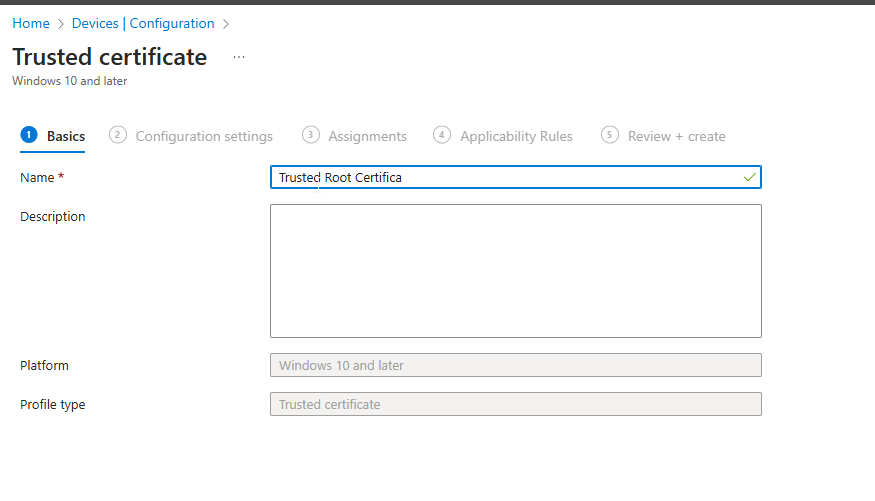 Home > Devices | Configuration >
Trusted certificate ...
Windows 10 and later
1 Basics 2 Configuration settings 3 Assignments 4 Applicability Rules 5 Review + create
Name * Trusted Root Certifica
Description
Platform Windows 10 and later
Profile type Trusted certificate